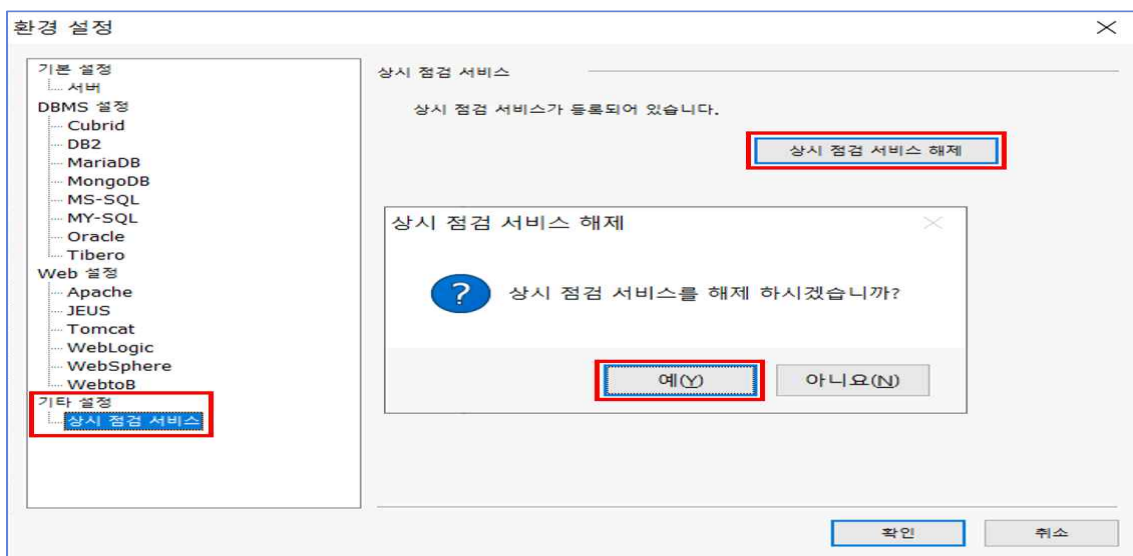 환경 설정
기본 설정
서버
DBMS 설정
Cubrid
DB2
MariaDB
MongoDB
MS-SQL
MY-SQL
Oracle
Tibero
Web 설정
Apache
JEUS
Tomcat
WebLogic
WebSphere
WebtoB
기타 설정
상시 점검 서비스
상시 점검 서비스
상시 점검 서비스가 등록되어 있습니다.
상시 점검 서비스 해제
상시 점검 서비스 해제
상시 점검 서비스를 해제 하시겠습니까?
예(Y)
아니요(N)
확인
취소